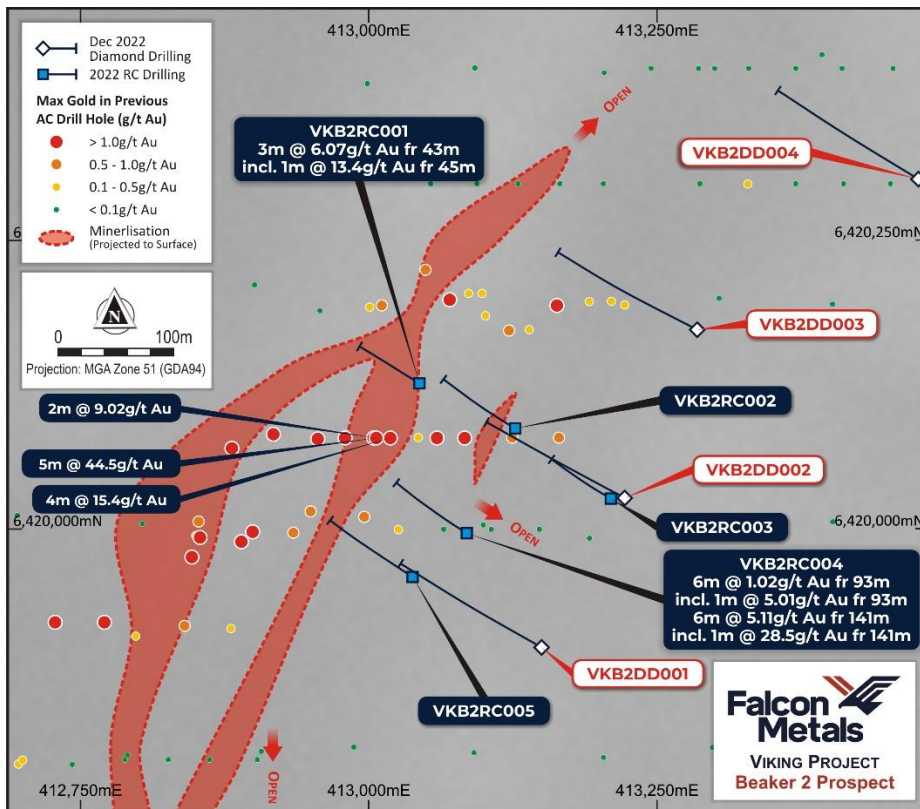 413,000mE
413,250mE
Dec 2022
Diamond Drilling
2022 RC Drilling
Max Gold in Previous
AC Drill Hole (g/t Au)
> 1.0g/t Au
0.5 - 1.0g/t Au
0.1 - 0.5g/t Au
< 0.1g/t Au
Minerlisation
(Projected to Surface)
N
0 100m
Projection: MGA Zone 51 (GDA94)
VKB2RC001
3m @ 6.07g/t Au fr 43m
incl. 1m @ 13.4g/t Au fr 45m
OPEN
VKB2DD004
6,420,250mN
VKB2DD003
2m @ 9.02g/t Au
VKB2RC002
5m @ 44.5g/t Au
VKB2DD002
4m @ 15.4g/t Au
6,420,000mN
OPEN
VKB2RC003
6,420,000mN
VKB2RC004
6m @ 1.02g/t Au fr 93m
incl. 1m @ 5.01g/t Au fr 93m
6m @ 5.11g/t Au fr 141m
incl. 1m @ 28.5g/t Au fr 141m
VKB2DD001
VKB2RC005
OPEN
Falcon
Metals
VIKING PROJECT
Beaker 2 Prospect
412,750mE
413,000mE
413,250mE